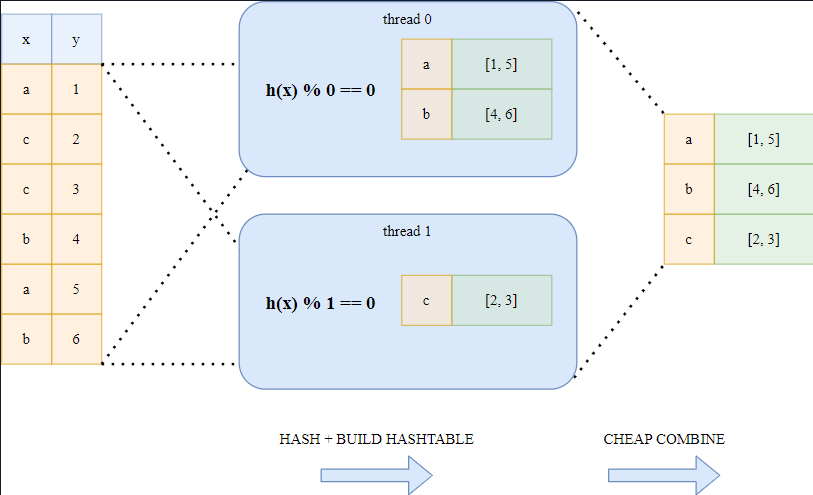 x y
a 1
c 2
c 3
b 4
a 5
b 6
thread 0
h(x) % 0 == 0
a [1, 5]
b [4, 6]
thread 1
h(x) % 1 == 0
c [2, 3]
a [1, 5]
b [4, 6]
c [2, 3]
HASH + BUILD HASHTABLE
CHEAP COMBINE